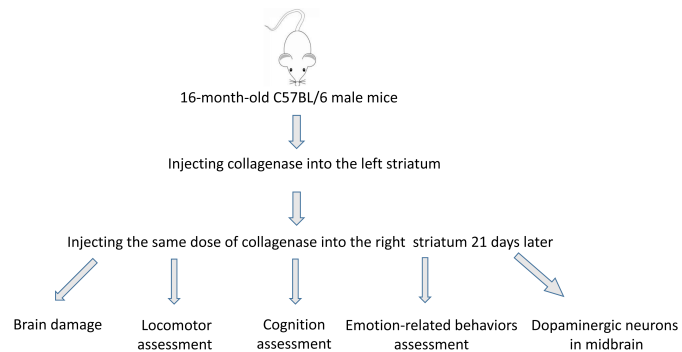 16-month-old C57BL/6 male mice
Injecting collagenase into the left striatum
Injecting the same dose of collagenase into the right striatum 21 days later
Brain damage
Locomotor
assessment
Cognition
assessment
Emotion-related behaviors
assessment
Dopaminergic neurons
in midbrain